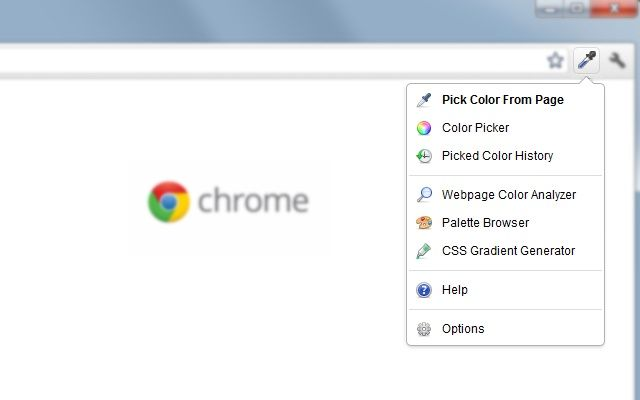 Pick Color From Page
Color Picker
Picked Color History
chrome
Webpage Color Analyzer
Palette Browser
CSS Gradient Generator
Help
Options